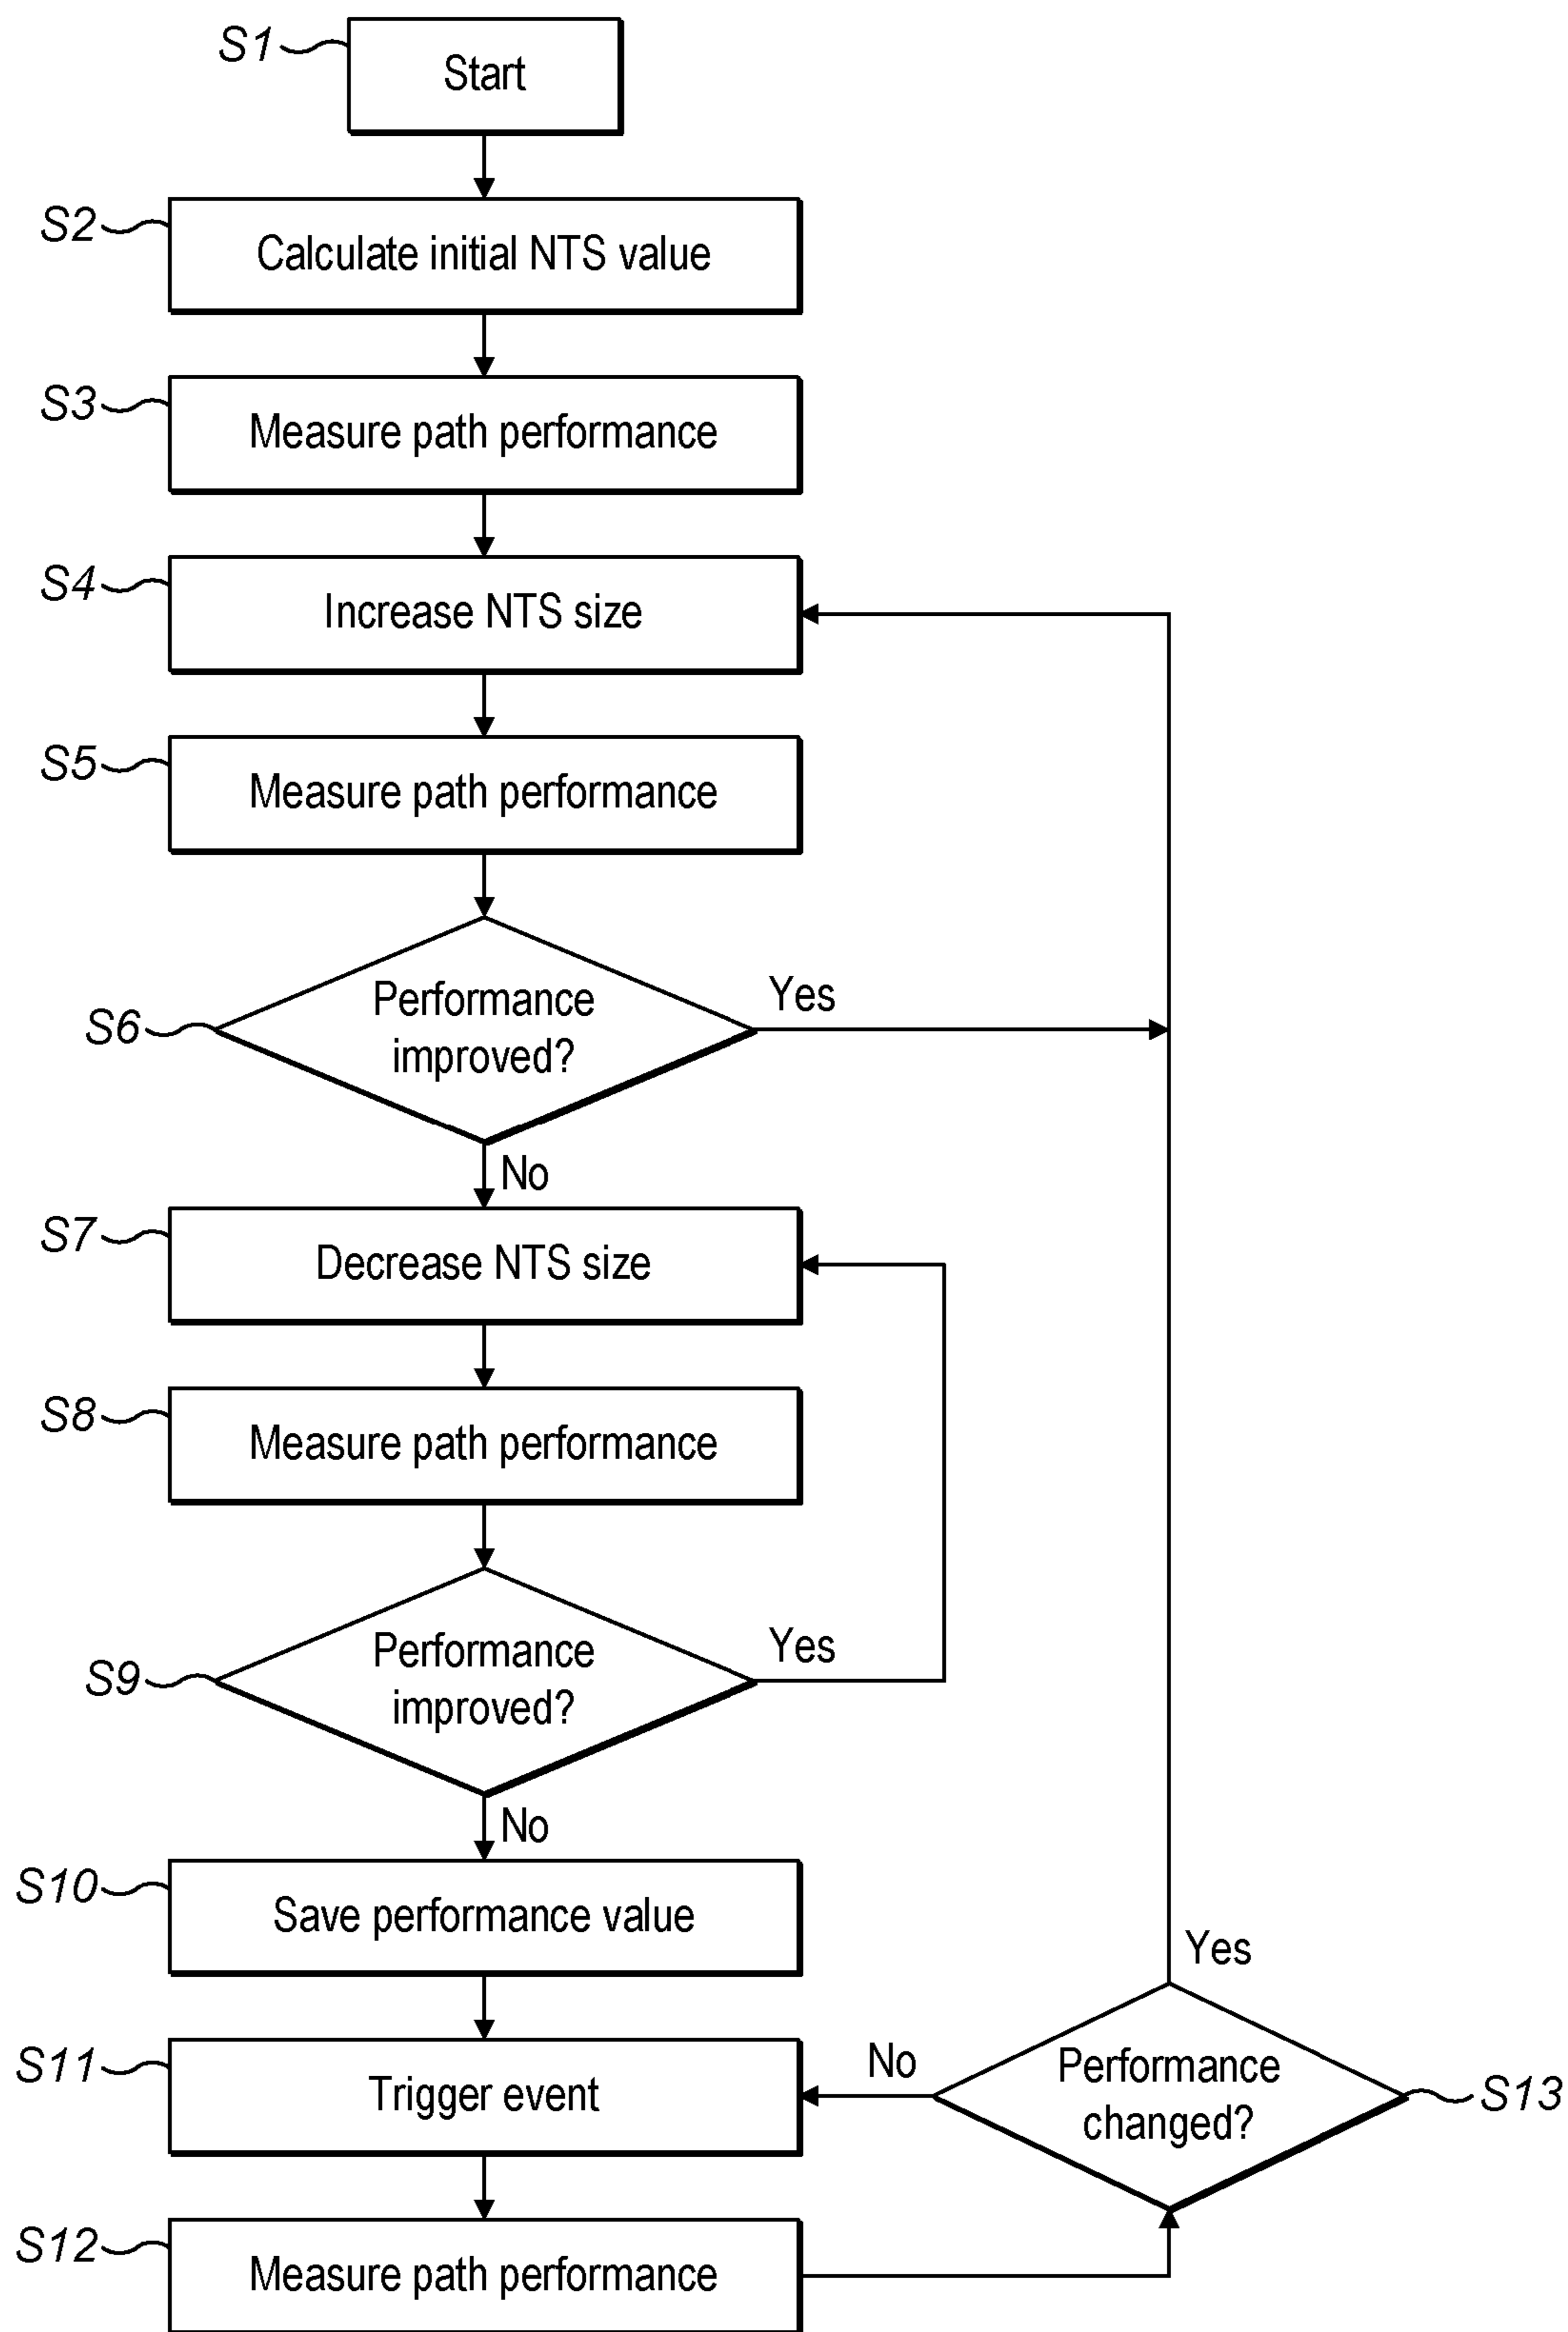 S1
Start
S2
Calculate initial NTS value
S3
Measure path performance
S4
Increase NTS size
S5
Measure path performance
S6
Performance
improved?
Yes
No
S7
Decrease NTS size
S8
Measure path performance
S9
Performance
improved?
Yes
No
S10
Save performance value
S11
Trigger event
S12
Measure path performance
Yes
No
Performance
changed?
S13